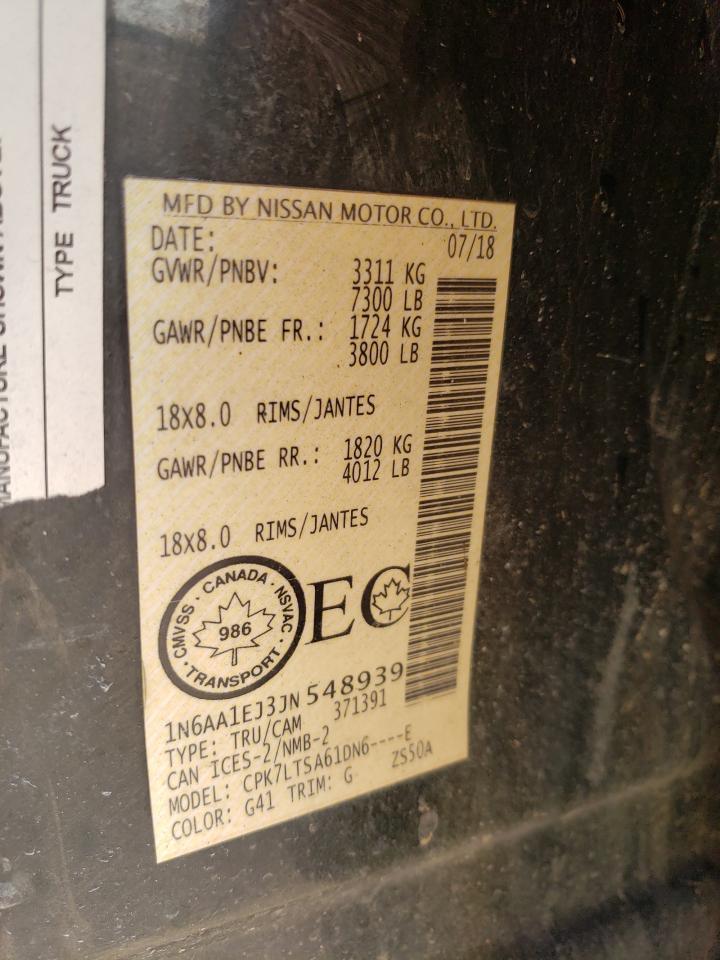 TYPE TRUCK
MFD BY NISSAN MOTOR CO., LTD.
DATE: 07/18
GVWR/PNBV: 3311 KG
7300 LB
GAWR/PNBE FR.: 1724 KG
3800 LB
18X8.0 RIMS/JANTES
GAWR/PNBE RR.: 1820 KG
4012 LB
18X8.0 RIMS/JANTES
CMVSS · CANADA · NSVAC · TRANSPORT ·
986
EC
1N6AA1EJ3JN548939
TYPE: TRU/CAM 371391
CAN ICES-2/NMB-2
MODEL: CPK7LTSA61DN6----E
COLOR: G41 TRIM: G ZS50A